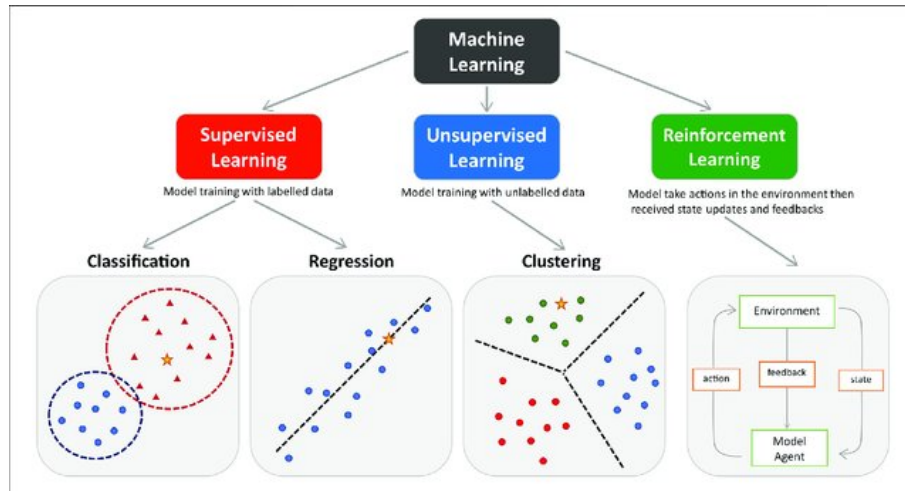 Machine
Learning
Supervised
Learning
Unsupervised
Learning
Reinforcement
Learning
Model training with labelled data
Model training with unlabelled data
Model take actions in the environment then
received state updates and feedbacks
Classification
Regression
Clustering
Environment
action
feedback
state
Model
Agent